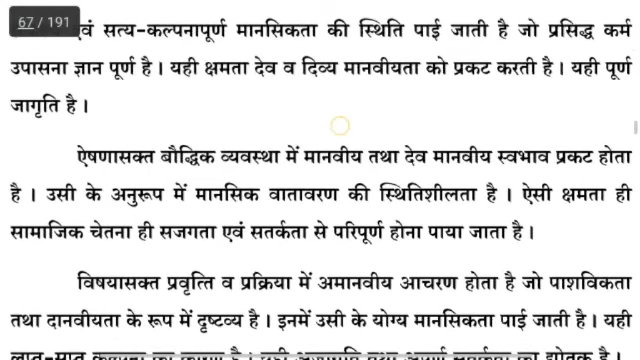 67 / 191
एवं सत्य-कल्पनापूर्ण मानसिकता की स्थिति पाई जाती है जो प्रसिद्ध कर्म
उपासना ज्ञान पूर्ण है। यही क्षमता देव व दिव्य मानवीयता को प्रकट करती है। यही पूर्ण
जागृति है।
ऐषणासक्त बौद्धिक व्यवस्था में मानवीय तथा देव मानवीय स्वभाव प्रकट होता
है। उसी के अनुरूप में मानसिक वातावरण की स्थितिशीलता है। ऐसी क्षमता ही
सामाजिक चेतना ही सजगता एवं सतर्कता से परिपूर्ण होना पाया जाता है।
विषयासक्त प्रवृत्ति व प्रक्रिया में अमानवीय आचरण होता है जो पाशविकता
तथा दानवीयता के रूप में दृष्टव्य है। इनमें उसी के योग्य मानसिकता पाई जाती है। यही